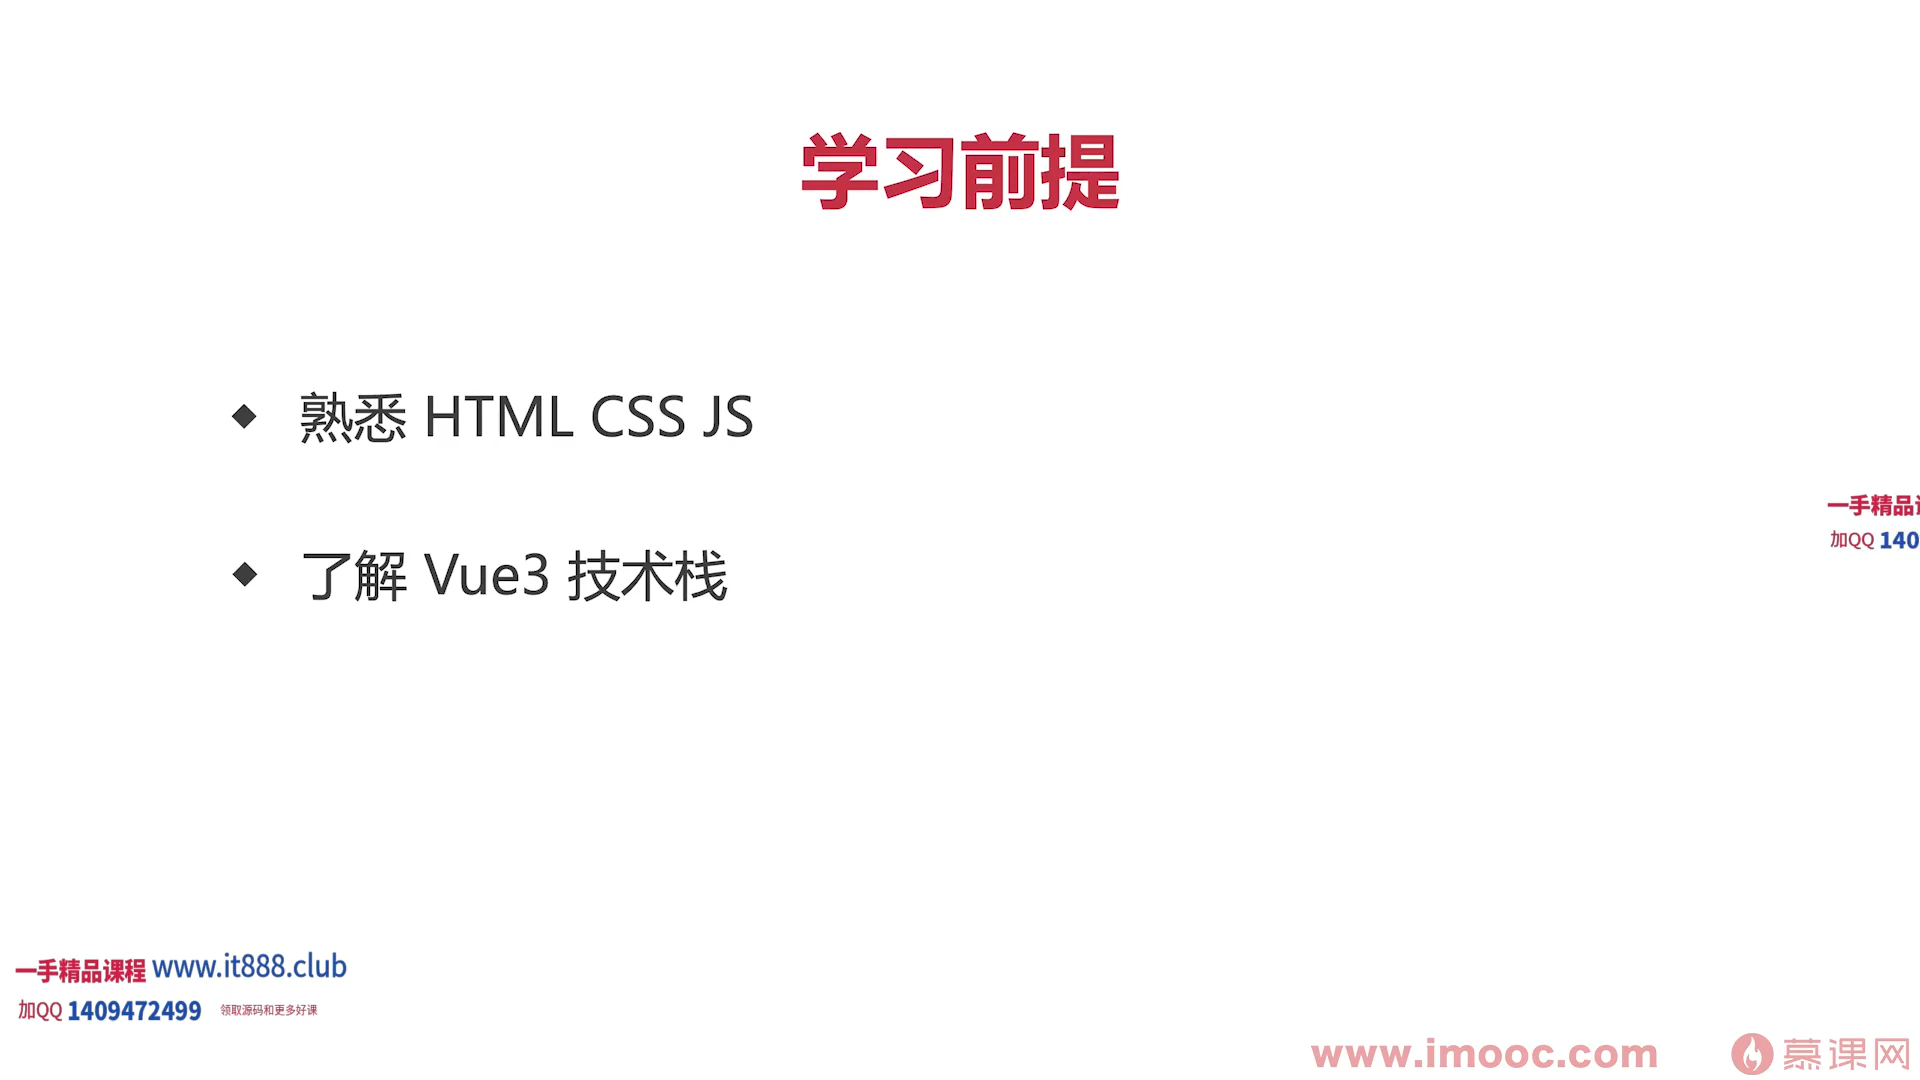 学习前提
◆ 熟悉 HTML CSS JS
一手精品
加QQ 140
◆ 了解 Vue3 技术栈
一手精品课程 www.it888.club
加QQ 1409472499 领取源码和更多好课
www.imooc.com 慕课网